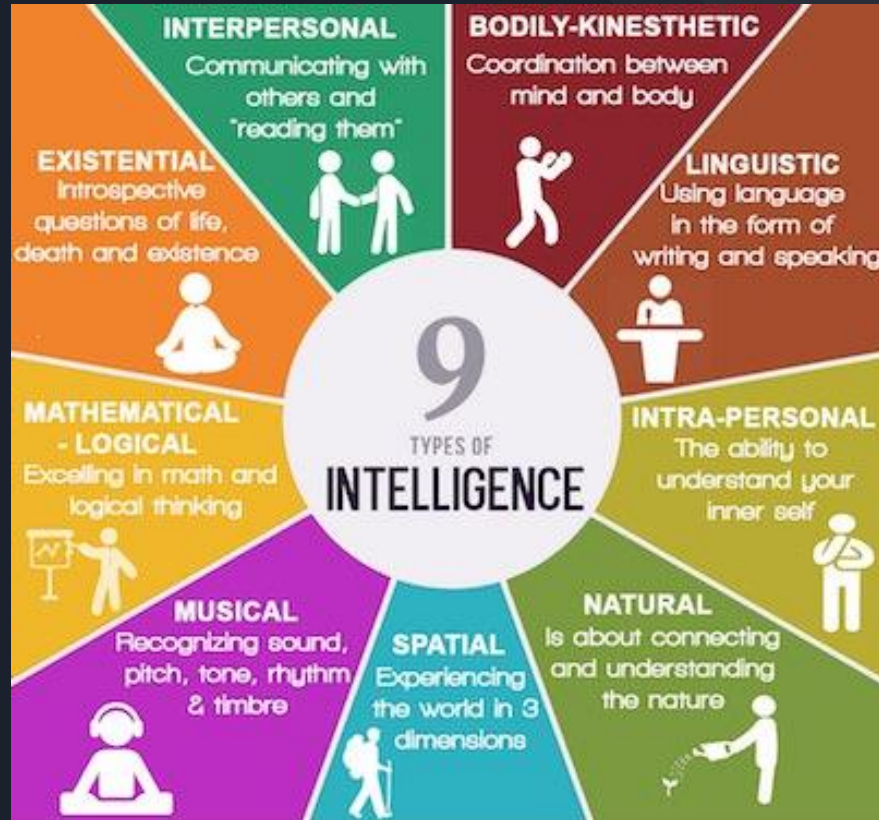 INTERPERSONAL
Communicating with
others and
"reading them"
BODILY-KINESTHETIC
Coordination between
mind and body
LINGUISTIC
Using language
in the form of
writing and speaking
INTRA-PERSONAL
The ability to
understand your
inner self
NATURAL
Is about connecting
and understanding
the nature
SPATIAL
Experiencing
the world in 3
dimensions
MUSICAL
Recognizing sound,
pitch, tone, rhythm
& timbre
MATHEMATICAL
- LOGICAL
Excelling in math and
logical thinking
EXISTENTIAL
Introspective
questions of life,
death and existence
9
TYPES OF
INTELLIGENCE